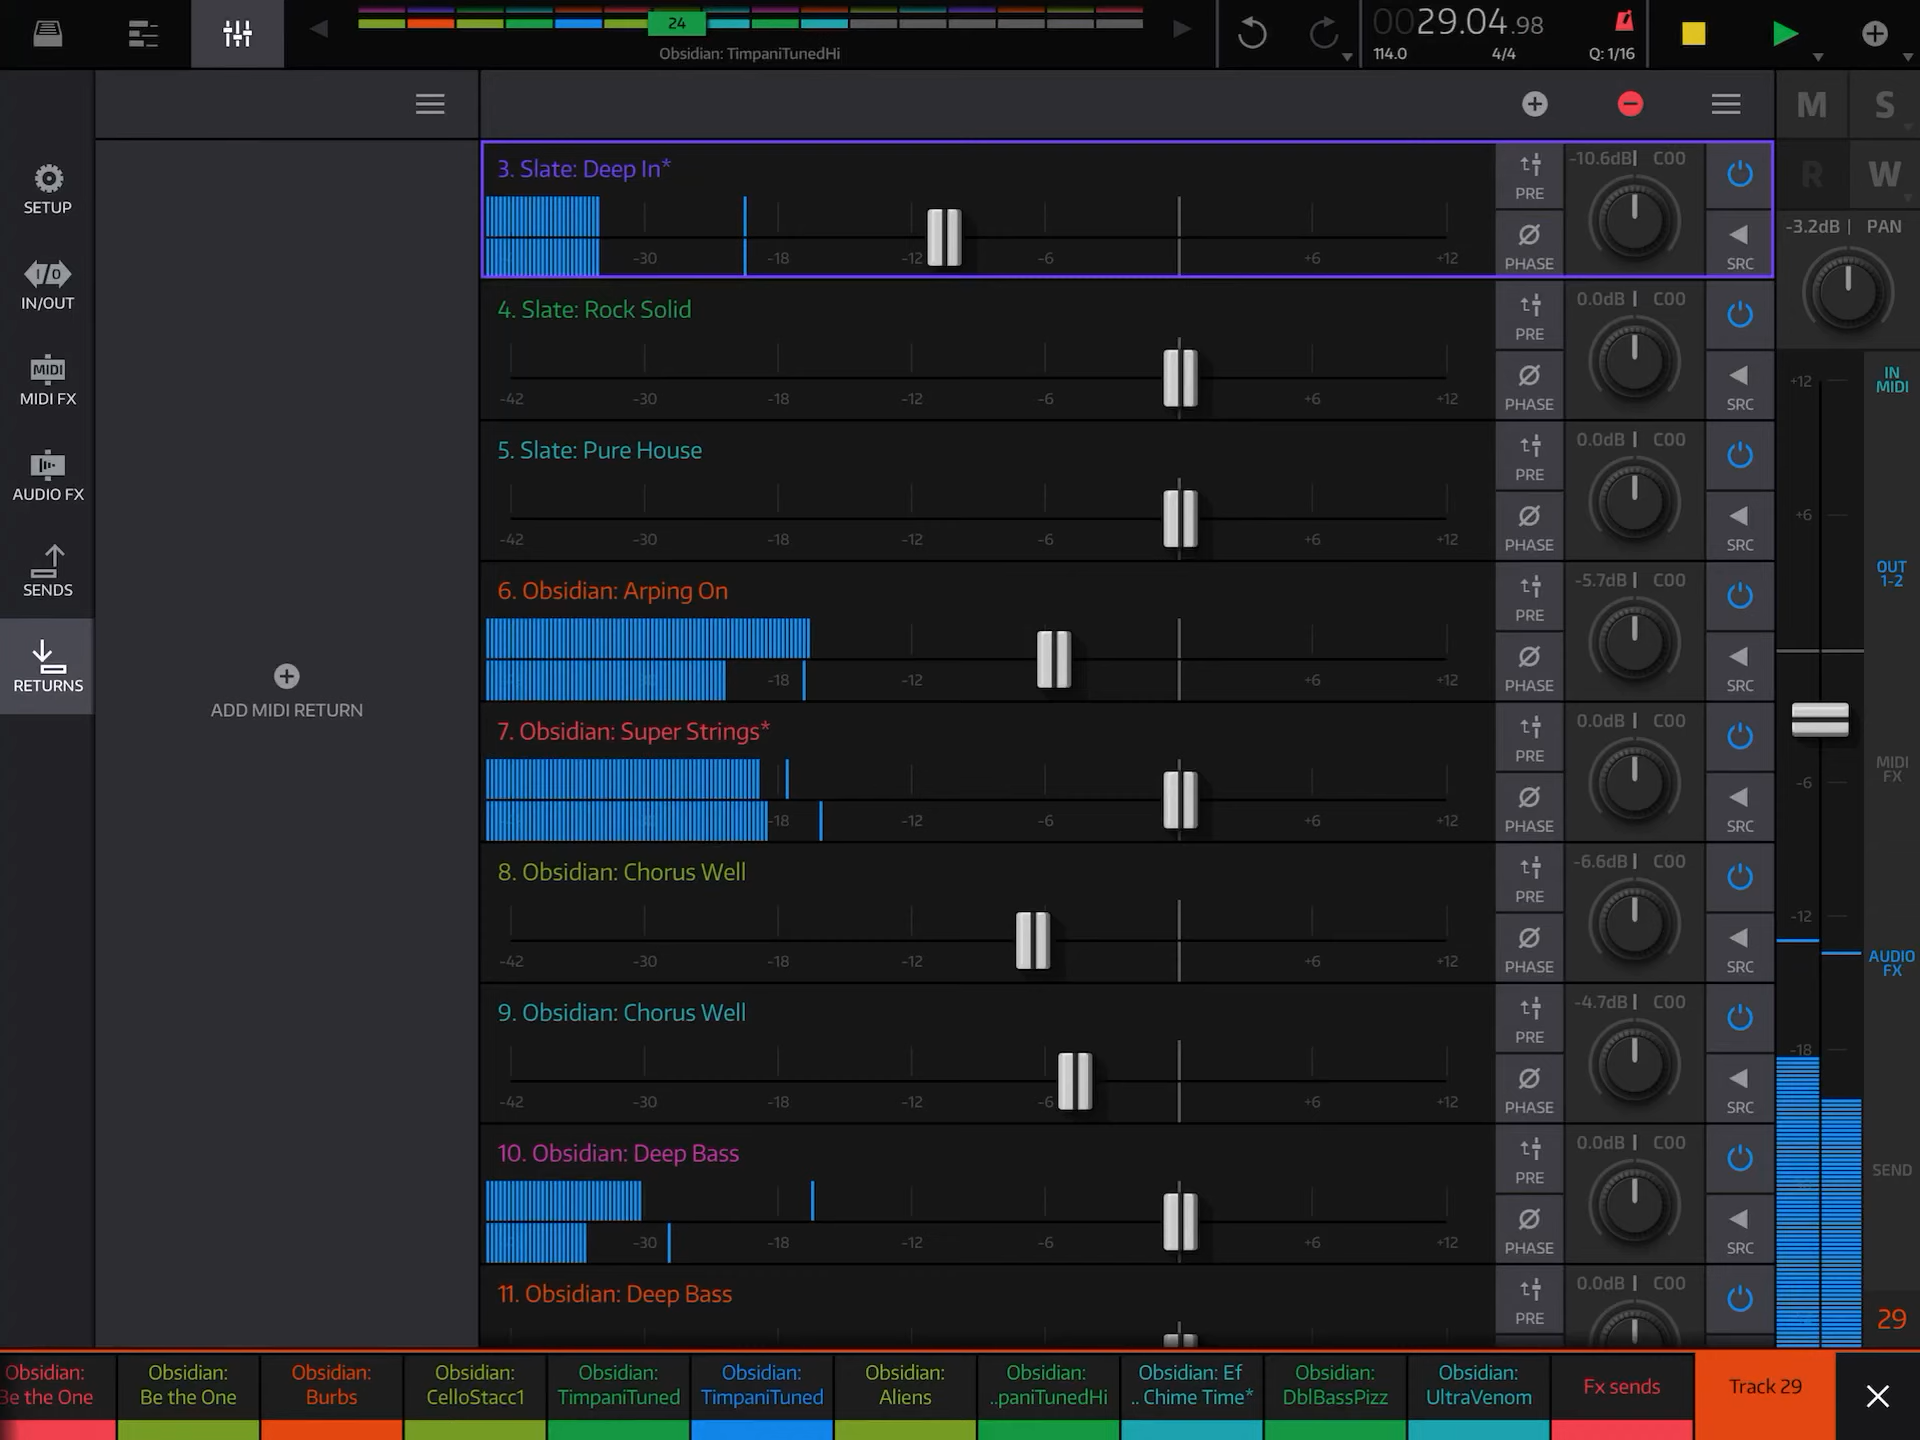 24
Obsidian: TimpaniTunedHi
0029.04.98
114.0
4/4
Q: 1/16
M
S
R
W
SETUP
I/O
IN/OUT
MIDI
MIDI FX
AUDIO FX
SENDS
RETURNS
ADD MIDI RETURN
3. Slate: Deep In*
-30 -18 -12 -6 +6 +12
PRE
PHASE
-10.6dB C00
SRC
4. Slate: Rock Solid
-42 -30 -18 -12 -6 +6 +12
PRE
PHASE
0.0dB C00
SRC
5. Slate: Pure House
-42 -30 -18 -12 -6 +6 +12
PRE
PHASE
0.0dB C00
SRC
6. Obsidian: Arping On
-18 -12 +6 +12
PRE
PHASE
-5.7dB C00
SRC
7. Obsidian: Super Strings*
-18 -12 -6 +6 +12
PRE
PHASE
0.0dB C00
SRC
8. Obsidian: Chorus Well
-42 -30 -18 -12 -6 +6 +12
PRE
PHASE
-6.6dB C00
SRC
9. Obsidian: Chorus Well
-42 -30 -18 -12 -6 +6 +12
PRE
PHASE
-4.7dB C00
SRC
10. Obsidian: Deep Bass
-30 -18 -12 -6 +6 +12
PRE
PHASE
0.0dB C00
SRC
11. Obsidian: Deep Bass
PRE
0.0dB C00
-3.2dB PAN
+12
+6
-6
-12
-18
IN
MIDI
OUT
1-2
MIDI
FX
AUDIO
FX
SEND
29
Obsidian:
Be the One
Obsidian:
Be the One
Obsidian:
Burbs
Obsidian:
CelloStacc1
Obsidian:
TimpaniTuned
Obsidian:
TimpaniTuned
Obsidian:
Aliens
Obsidian:
..paniTunedHi
Obsidian: Ef
.. Chime Time*
Obsidian:
DblBassPizz
Obsidian:
UltraVenom
Fx sends
Track 29